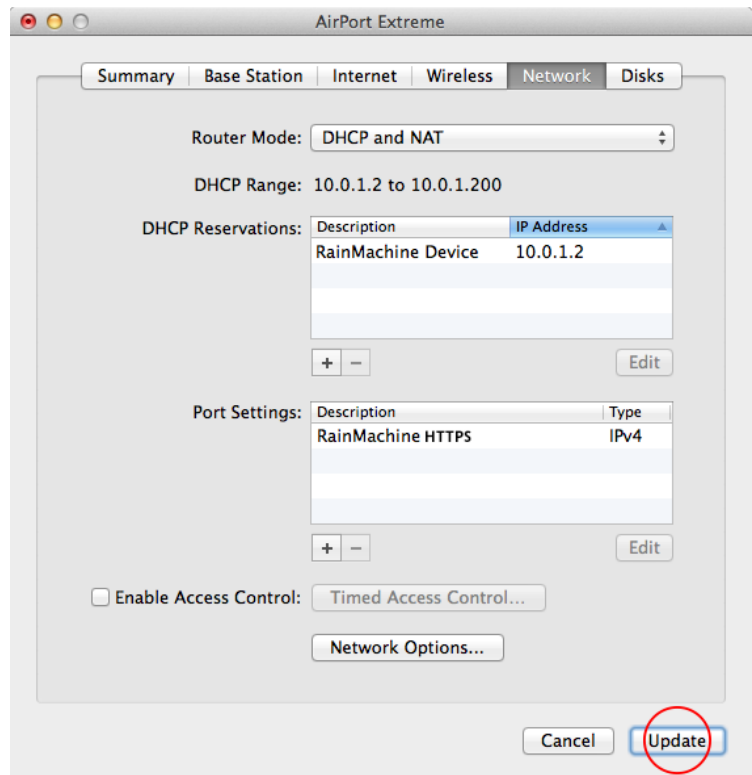 AirPort Extreme
Summary Base Station Internet Wireless Network Disks
Router Mode: DHCP and NAT
DHCP Range: 10.0.1.2 to 10.0.1.200
DHCP Reservations: Description IP Address
RainMachine Device 10.0.1.2
+ − Edit
Port Settings: Description Type
RainMachine HTTPS IPv4
+ − Edit
Enable Access Control: Timed Access Control...
Network Options...
Cancel Update